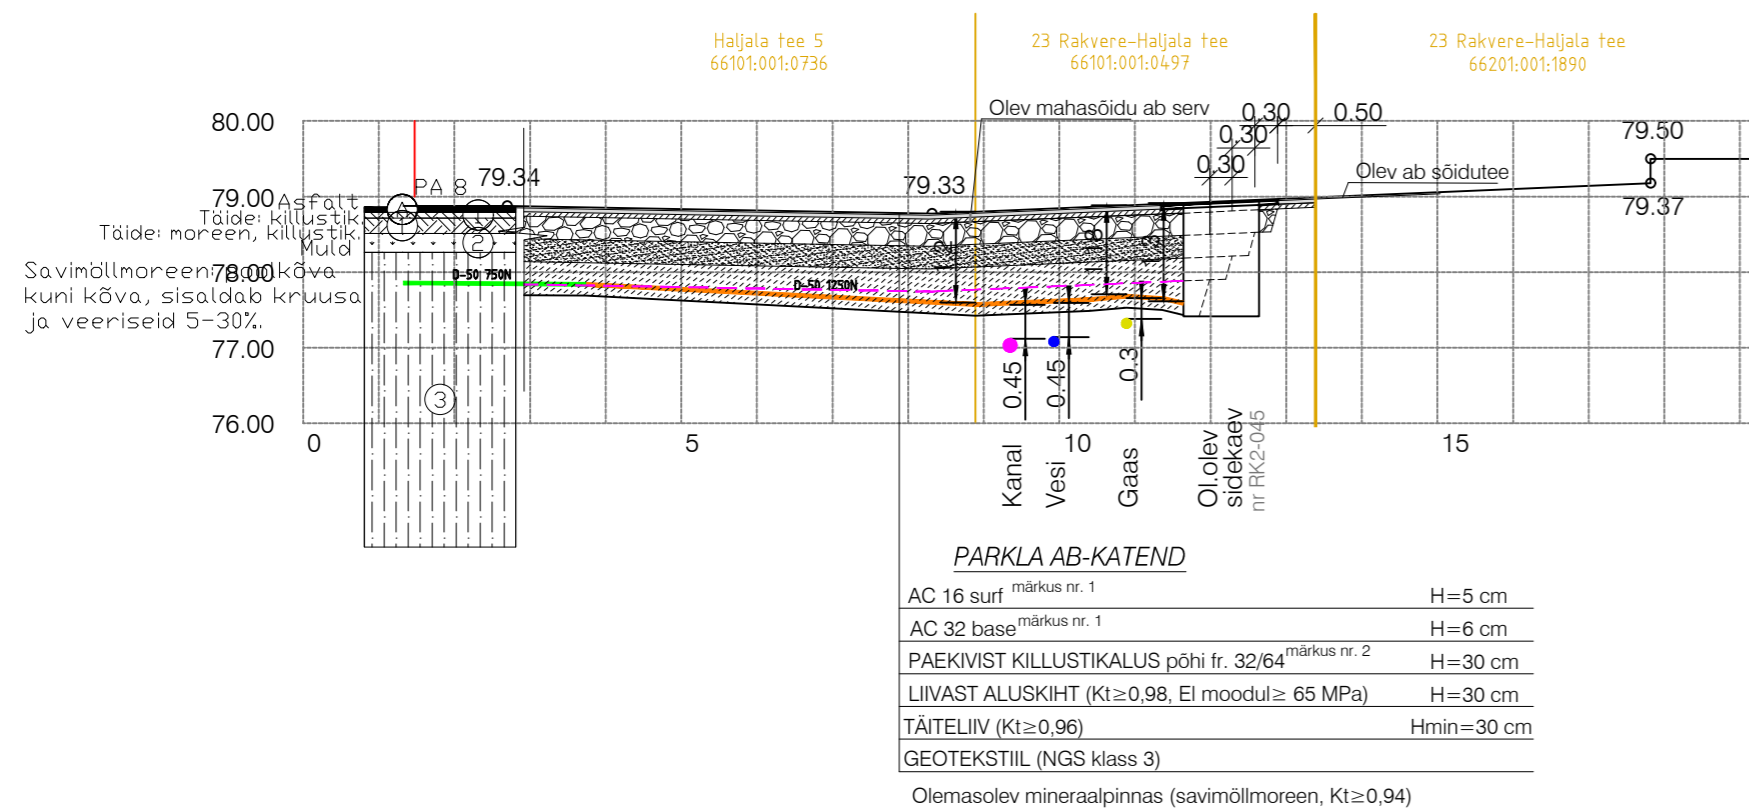 Haljala tee 5
66101:001:0736
23 Rakvere-Haljala tee
66101:001:0497
23 Rakvere-Haljala tee
66201:001:1890
Olev mahasõidu ab serv
0.30
0.50
0.30
0.30
80.00
79.00
78.00
77.00
76.00
79.50
79.37
Olev ab sõidutee
PA 8
79.34
79.33
Asfalt
Täide: killustik
Täide: moreen, killustik.
Muld
Savimöllmoreen: poolkõva
kuni kõva, sisaldab kruusa
ja veeriseid 5-30%.
A
1
2
3
D-50 750N
D-50 1250N
0.45
0.45
0.3
0
5
10
15
Kanal
Vesi
Gaas
Ol.olev
sidekaev
nr RK2-045
PARKLA AB-KATEND
AC 16 surf märkus nr. 1 H=5 cm
AC 32 base märkus nr. 1 H=6 cm
PAEKIVIST KILLUSTIKALUS põhi fr. 32/64 märkus nr. 2 H=30 cm
LIIVAST ALUSKIHT (Kt≥0,98, EI moodul≥ 65 MPa) H=30 cm
TÄITELIIV (Kt≥0,96) Hmin=30 cm
GEOTEKSTIIL (NGS klass 3)
Olemasolev mineraalpinnas (savimöllmoreen, Kt≥0,94)